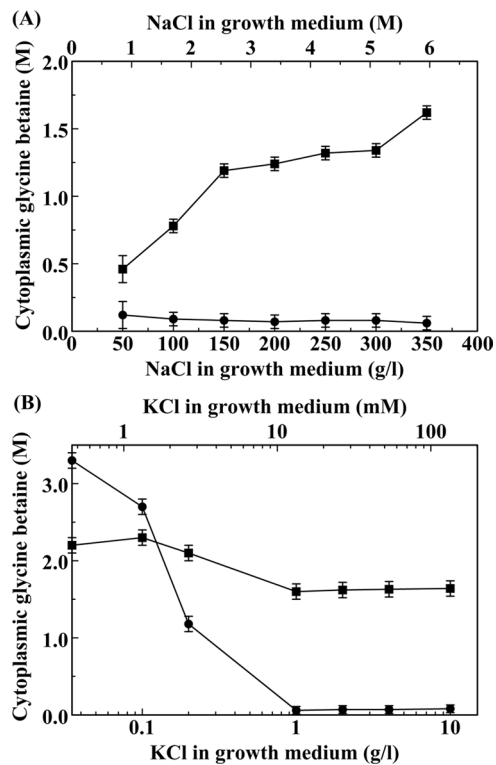 (A)
NaCl in growth medium (M)
0 1 2 3 4 5 6
Cytoplasmic glycine betaine (M)
2.0
1.5
1.0
0.5
0.0
50 100 150 200 250 300 350 400
NaCl in growth medium (g/l)
(B)
KCl in growth medium (mM)
1 10 100
Cytoplasmic glycine betaine (M)
3.0
2.0
1.0
0.0
0.1 1 10
KCl in growth medium (g/l)